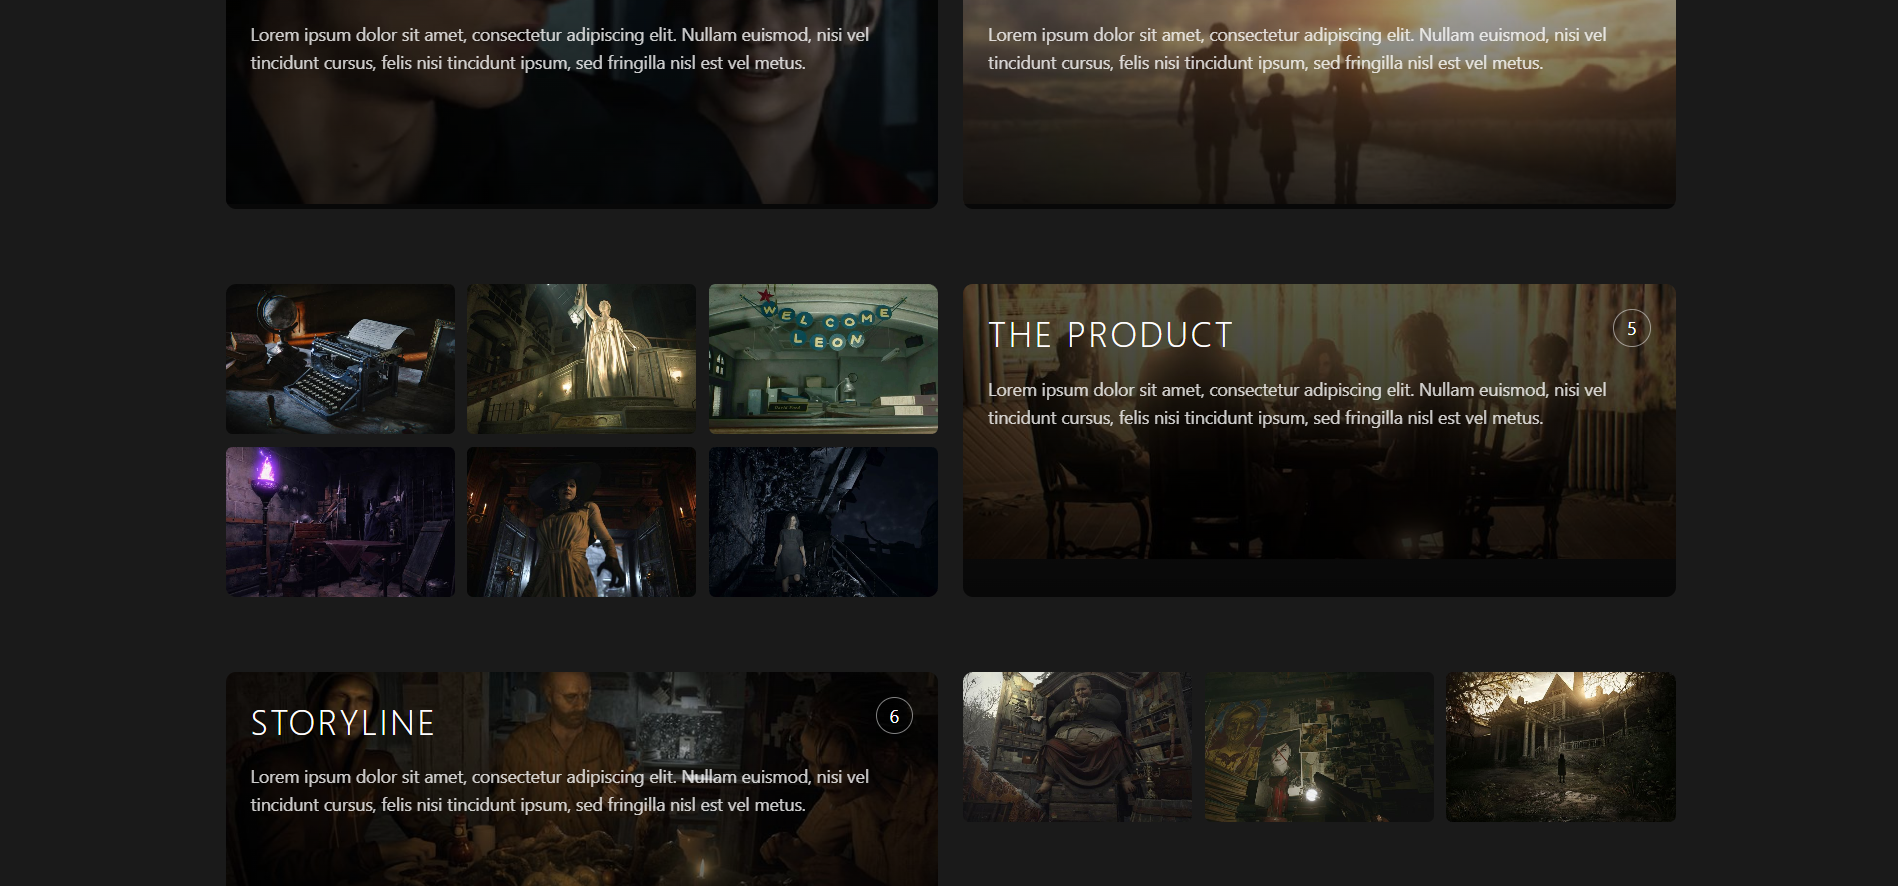 Lorem ipsum dolor sit amet, consectetur adipiscing elit. Nullam euismod, nisi vel
tincidunt cursus, felis nisi tincidunt ipsum, sed fringilla nisl est vel metus.
Lorem ipsum dolor sit amet, consectetur adipiscing elit. Nullam euismod, nisi vel
tincidunt cursus, felis nisi tincidunt ipsum, sed fringilla nisl est vel metus.
WELCOME
LEON
THE PRODUCT
5
Lorem ipsum dolor sit amet, consectetur adipiscing elit. Nullam euismod, nisi vel
tincidunt cursus, felis nisi tincidunt ipsum, sed fringilla nisl est vel metus.
STORYLINE
6
Lorem ipsum dolor sit amet, consectetur adipiscing elit. Nullam euismod, nisi vel
tincidunt cursus, felis nisi tincidunt ipsum, sed fringilla nisl est vel metus.